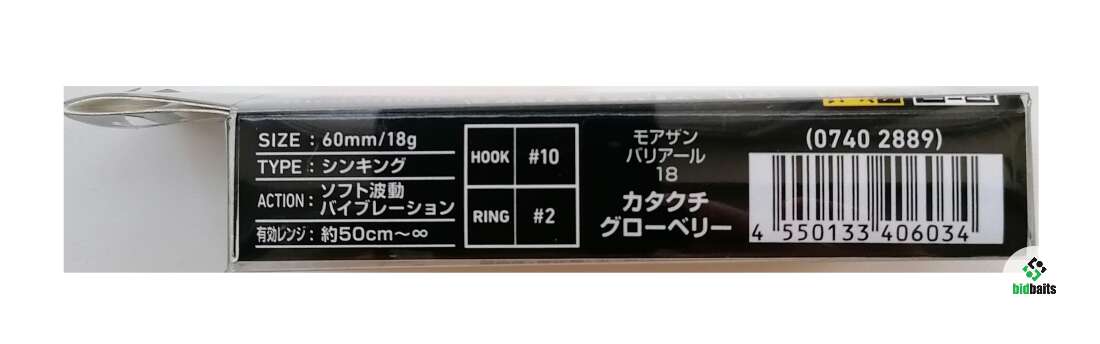 SIZE : 60mm/18g
TYPE : シンキング
ACTION : ソフト波動
バイブレーション
有効レンジ : 約50cm～∞
HOOK #10
RING #2
モアザン
バリアール
18
カタクチ
グローベリー
(0740 2889)
4 550133 406034
bidbaits